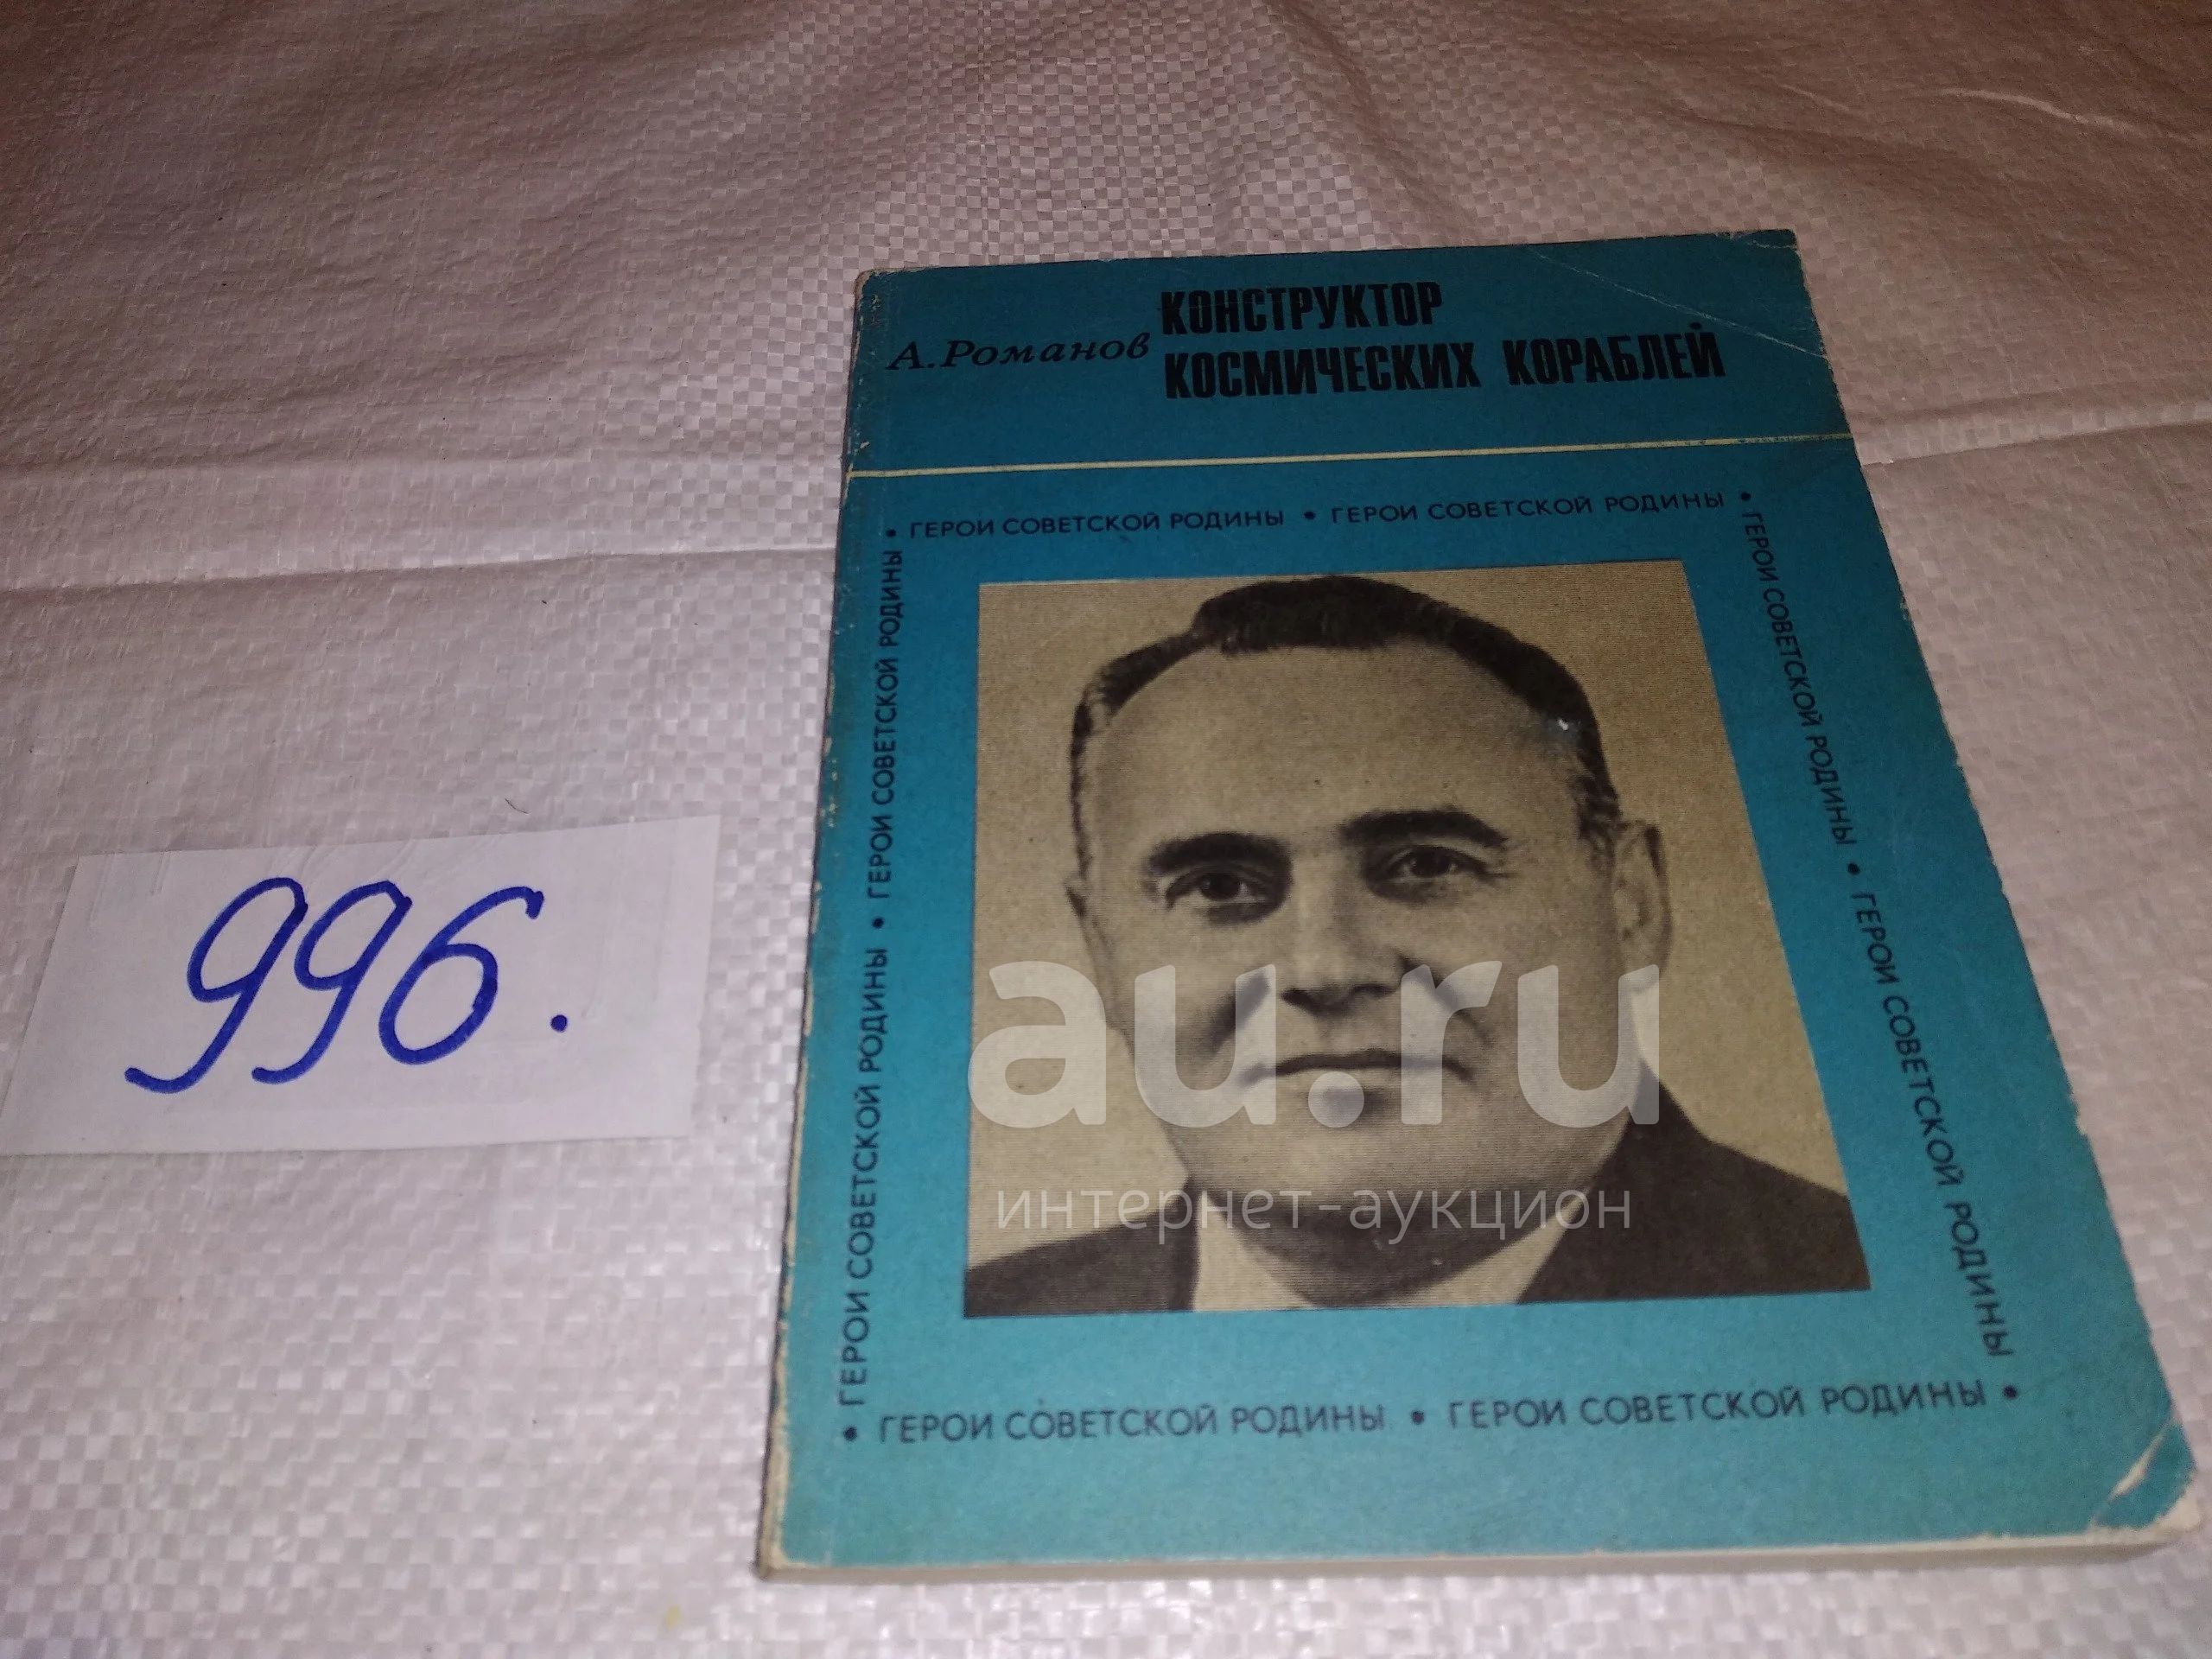 А. Романов
КОНСТРУКТОР
КОСМИЧЕСКИХ КОРАБЛЕЙ
• ГЕРОИ СОВЕТСКОЙ РОДИНЫ • ГЕРОИ СОВЕТСКОЙ РОДИНЫ •
ГЕРОИ СОВЕТСКОЙ РОДИНЫ • ГЕРОИ СОВЕТСКОЙ РОДИНЫ
• ГЕРОИ СОВЕТСКОЙ РОДИНЫ • ГЕРОИ СОВЕТСКОЙ РОДИНЫ
• ГЕРОИ СОВЕТСКОЙ РОДИНЫ • ГЕРОИ СОВЕТСКОЙ РОДИНЫ •
996.
au.ru
интернет-аукцион